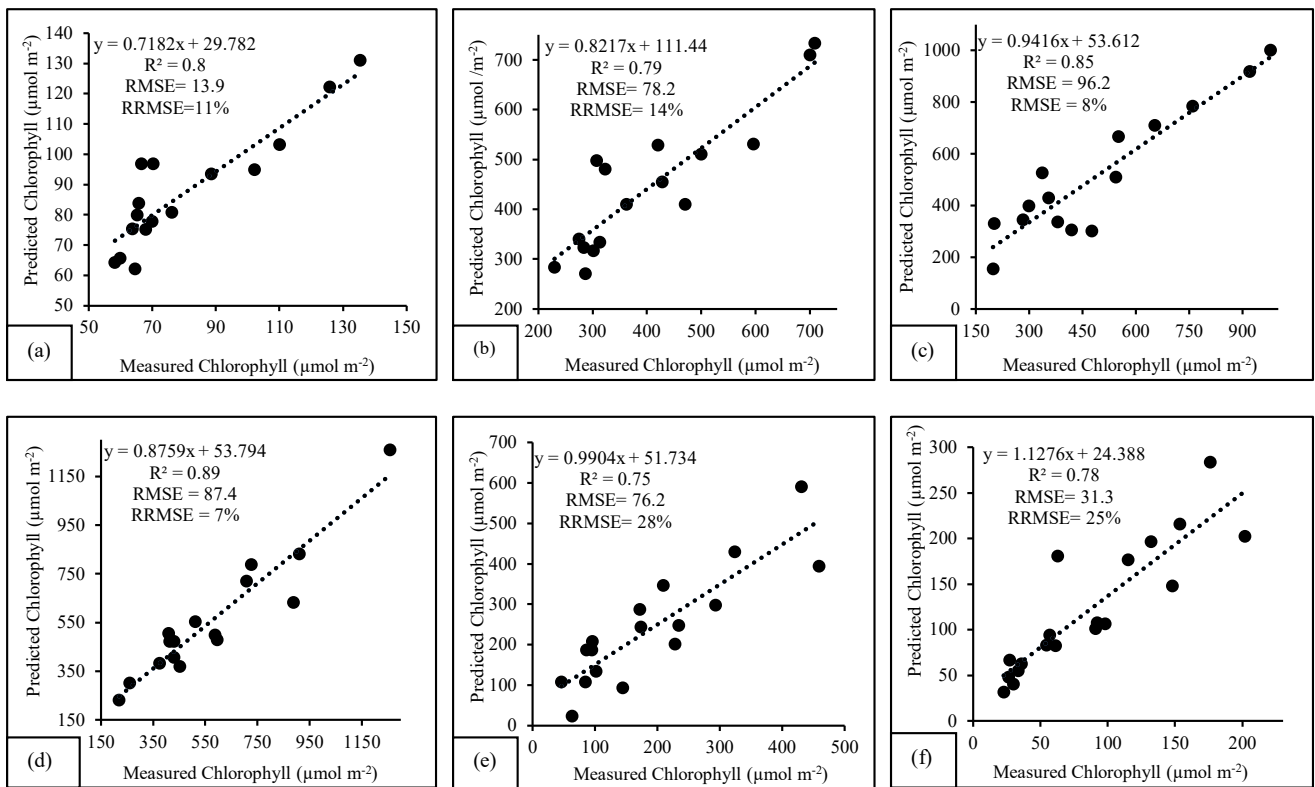 y = 0.7182x + 29.782
R² = 0.8
RMSE= 13.9
RRMSE=11%
Predicted Chlorophyll (µmol m⁻²)
140
130
120
110
100
90
80
70
60
50
50 70 90 110 130 150
Measured Chlorophyll (µmol m⁻²)
(a)
y = 0.8217x + 111.44
R² = 0.79
RMSE= 78.2
RRMSE= 14%
Predicted Chlorophyll (µmol /m⁻²)
700
600
500
400
300
200
200 300 400 500 600 700
Measured Chlorophyll (µmol m⁻²)
(b)
y = 0.9416x + 53.612
R² = 0.85
RMSE= 96.2
RMSE = 8%
Predicted Chlorophyll (µmol m⁻²)
1000
800
600
400
200
0
150 300 450 600 750 900
Measured Chlorophyll (µmol m⁻²)
(c)
y = 0.8759x + 53.794
R² = 0.89
RMSE = 87.4
RRMSE = 7%
Predicted Chlorophyll (µmol m⁻²)
1150
950
750
550
350
150
150 350 550 750 950 1150
Measured Chlorophyll (µmol m⁻²)
(d)
y = 0.9904x + 51.734
R² = 0.75
RMSE= 76.2
RRMSE= 28%
Predicted Chlorophyll (µmol m⁻²)
700
600
500
400
300
200
100
0
0 100 200 300 400 500
Measured Chlorophyll (µmol m⁻²)
(e)
y = 1.1276x + 24.388
R² = 0.78
RMSE= 31.3
RRMSE= 25%
Predicted Chlorophyll (µmol m⁻²)
300
250
200
150
100
50
0
0 50 100 150 200
Measured Chlorophyll (µmol m⁻²)
(f)